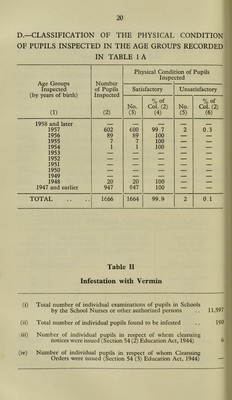 20
D.—CLASSIFICATION OF THE PHYSICAL CONDITION
OF PUPILS INSPECTED IN THE AGE GROUPS RECORDED
IN TABLE 1 A
Age Groups Inspected (by years of birth) Number of Pupils Inspected Physical Condition of Pupils Inspected
Satisfactory Unsatisfactory
No. % of Col. (2) No. % of Col. (2)
(1) (2) (3) (4) (5) (6)
1958 and later — — — — —
1957 602 600 99.7 2 0.3
1956 89 89 100 — —
1955 7 7 100 — —
1954 1 1 100 — —
1953 — — — — —
1952 — — — — —
1951 — — — — —
1950 — — — — —
1949 — — — — —
1948 20 20 100 — —
1947 and earlier 947 947 100 — —
TOTAL .. .. 1666 1664 99.9 2 0.1
Table II
Infestation with Vermin
(i) Total number of individual examinations of pupils in Schools
by the School Nurses or other authorized persons .. 11,597
(ii) Total number of individual pupils found to be infested ..
(iii) Number of individual pupils in respect of whom cleansing
notices were issued (Section 54 (2) Education Act, 1944) 6
(iv) Number of individual pupils in respect of whom Cleansing
Orders were issued (Section 54 (3) Education Act, 1944) —